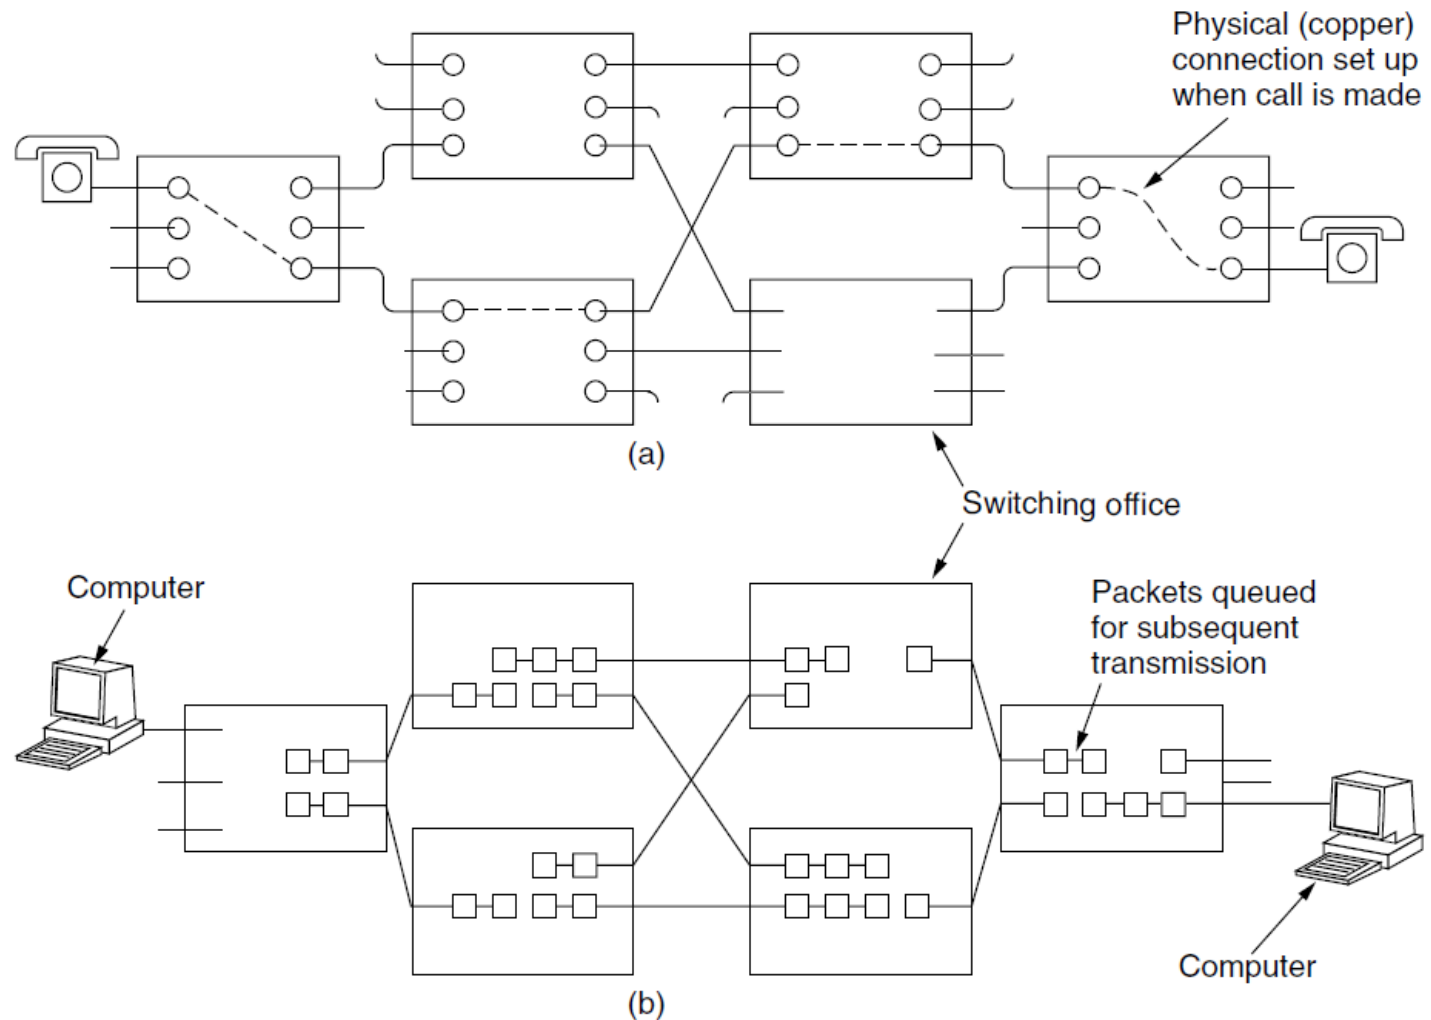 Physical (copper)
connection set up
when call is made
(a)
Switching office
Computer
Packets queued
for subsequent
transmission
Computer
(b)